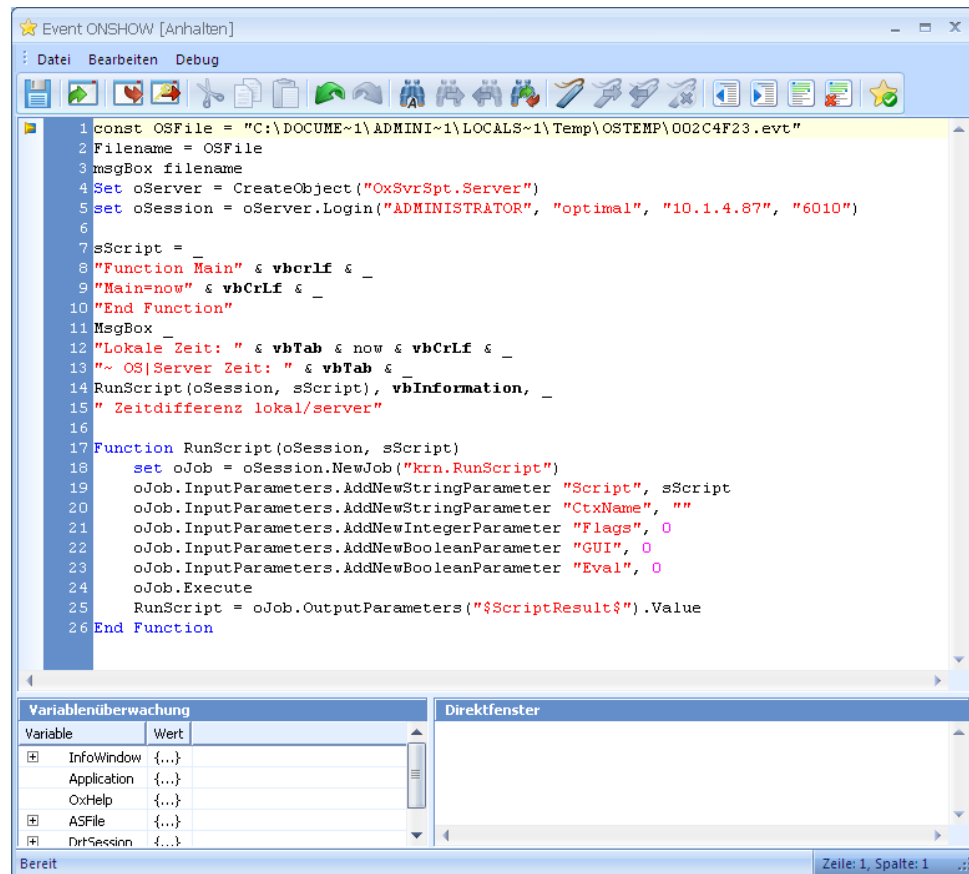 Event ONSHOW [Anhalten]
Datei Bearbeiten Debug
1 const OSFile = "C:\DOCUME~1\ADMINI~1\LOCALS~1\Temp\OSTEMP\002C4F23.evt"
2 Filename = OSFile
3 msgBox filename
4 Set oServer = CreateObject("OxSvrSpt.Server")
5 set oSession = oServer.Login("ADMINISTRATOR", "optimal", "10.1.4.87", "6010")
6
7 sScript = _
8 "Function Main" & vbcrlf & _
9 "Main=now" & vbCrLf & _
10 "End Function"
11 MsgBox _
12 "Lokale Zeit: " & vbTab & now & vbCrLf & _
13 "~ OS|Server Zeit: " & vbTab & _
14 RunScript(oSession, sScript), vbInformation, _
15 " Zeitdifferenz lokal/server"
16
17 Function RunScript(oSession, sScript)
18     set oJob = oSession.NewJob("krn.RunScript")
19     oJob.InputParameters.AddNewStringParameter "Script", sScript
20     oJob.InputParameters.AddNewStringParameter "CtxName", ""
21     oJob.InputParameters.AddNewIntegerParameter "Flags", 0
22     oJob.InputParameters.AddNewBooleanParameter "GUI", 0
23     oJob.InputParameters.AddNewBooleanParameter "Eval", 0
24     oJob.Execute
25     RunScript = oJob.OutputParameters("$ScriptResult$").Value
26 End Function
Variablenüberwachung
Variable Wert
InfoWindow {...}
Application {...}
OxHelp {...}
ASFile {...}
DrtSession {...}
Direktfenster
Bereit
Zeile: 1, Spalte: 1